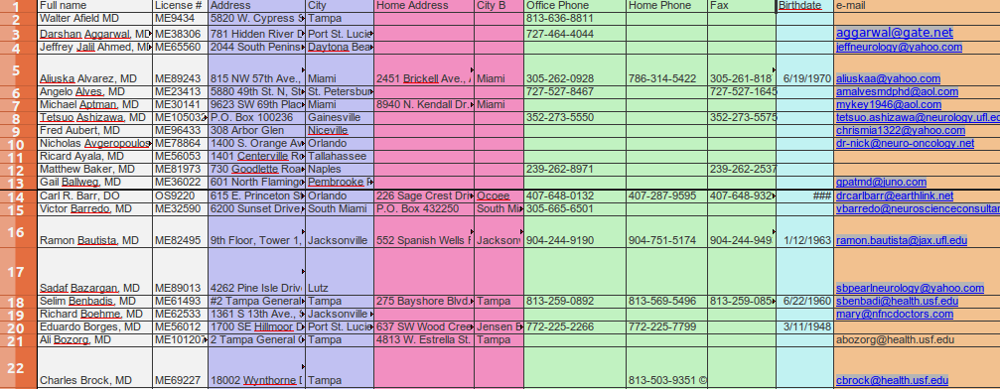 1 Full name License # Address City Home Address City B Office Phone Home Phone Fax Birthdate e-mail
2 Walter Afield MD ME9434 5820 W. Cypress S Tampa 813-636-8811
3 Darshan Aggarwal, MD ME38306 781 Hidden River D Port St. Lucie 727-464-4044 aggarwal@gate.net
4 Jeffrey Jalil Ahmed, M ME65560 2044 South Penins Daytona Bea jeffneurology@yahoo.com
5 Aliuska Alvarez, MD ME89243 815 NW 57th Ave., Miami 2451 Brickell Ave., Miami 305-262-0928 786-314-5422 305-261-818 6/19/1970 aliuskaa@yahoo.com
6 Angelo Alves, MD ME23413 5880 49th St. N, St St. Petersbur 727-527-8467 727-527-1645 amalvesmdphd@aol.com
7 Michael Aptman, MD ME30141 9623 SW 69th Plac Miami 8940 N. Kendall Dr. Miami mykey1946@aol.com
8 Tetsuo Ashizawa, MD ME105032 P.O. Box 100236 Gainesville 352-273-5550 352-273-5575 tetsuo.ashizawa@neurology.ufl.ed
9 Fred Aubert, MD ME96433 308 Arbor Glen Niceville chrismia1322@yahoo.com
10 Nicholas Avgeropoulos ME78864 1400 S. Orange Av Orlando dr-nick@neuro-oncology.net
11 Ricard Ayala, MD ME56053 1401 Centerville R Tallahassee
12 Matthew Baker, MD ME81973 730 Goodlette Roa Naples 239-262-8971 239-262-2537
13 Gail Ballweg, MD ME36022 601 North Flaming Pembrooke P gpatmd@juno.com
14 Carl R. Barr, DO OS9220 615 E. Princeton S Orlando 226 Sage Crest Dri Ocoee 407-648-0132 407-287-9595 407-648-932 ### drcarlbarr@earthlink.net
15 Victor Barredo, MD ME32590 6200 Sunset Drive South Miami P.O. Box 432250 South Mi 305-665-6501 vbarredo@neuroscienceconsultan
16 Ramon Bautista, MD ME82495 9th Floor, Tower 1, Jacksonville 552 Spanish Wells R Jackson 904-244-9190 904-751-5174 904-244-949 1/12/1963 ramon.bautista@jax.ufl.edu
17 Sadaf Bazargan, MD ME89013 4262 Pine Isle Driv Lutz sbpearlneurology@yahoo.com
18 Selim Benbadis, MD ME61493 #2 Tampa General Tampa 275 Bayshore Blvd. Tampa 813-259-0892 813-569-5496 813-259-085 6/22/1960 sbenbadi@health.usf.edu
19 Richard Boehme, MD ME62533 1361 S 13th Ave., S Jacksonville mary@nfncdoctors.com
20 Eduardo Borges, MD ME56012 1700 SE Hillmoor D Port St. Lucie 637 SW Wood Cree Jensen B 772-225-2266 772-225-7799 3/11/1948
21 Ali Bozorg, MD ME101207 2 Tampa General C Tampa 4813 W. Estrella St. Tampa abozorg@health.usf.edu
22 Charles Brock, MD ME69227 18002 Wynthorne D Tampa 813-503-9351 © cbrock@health.usf.edu